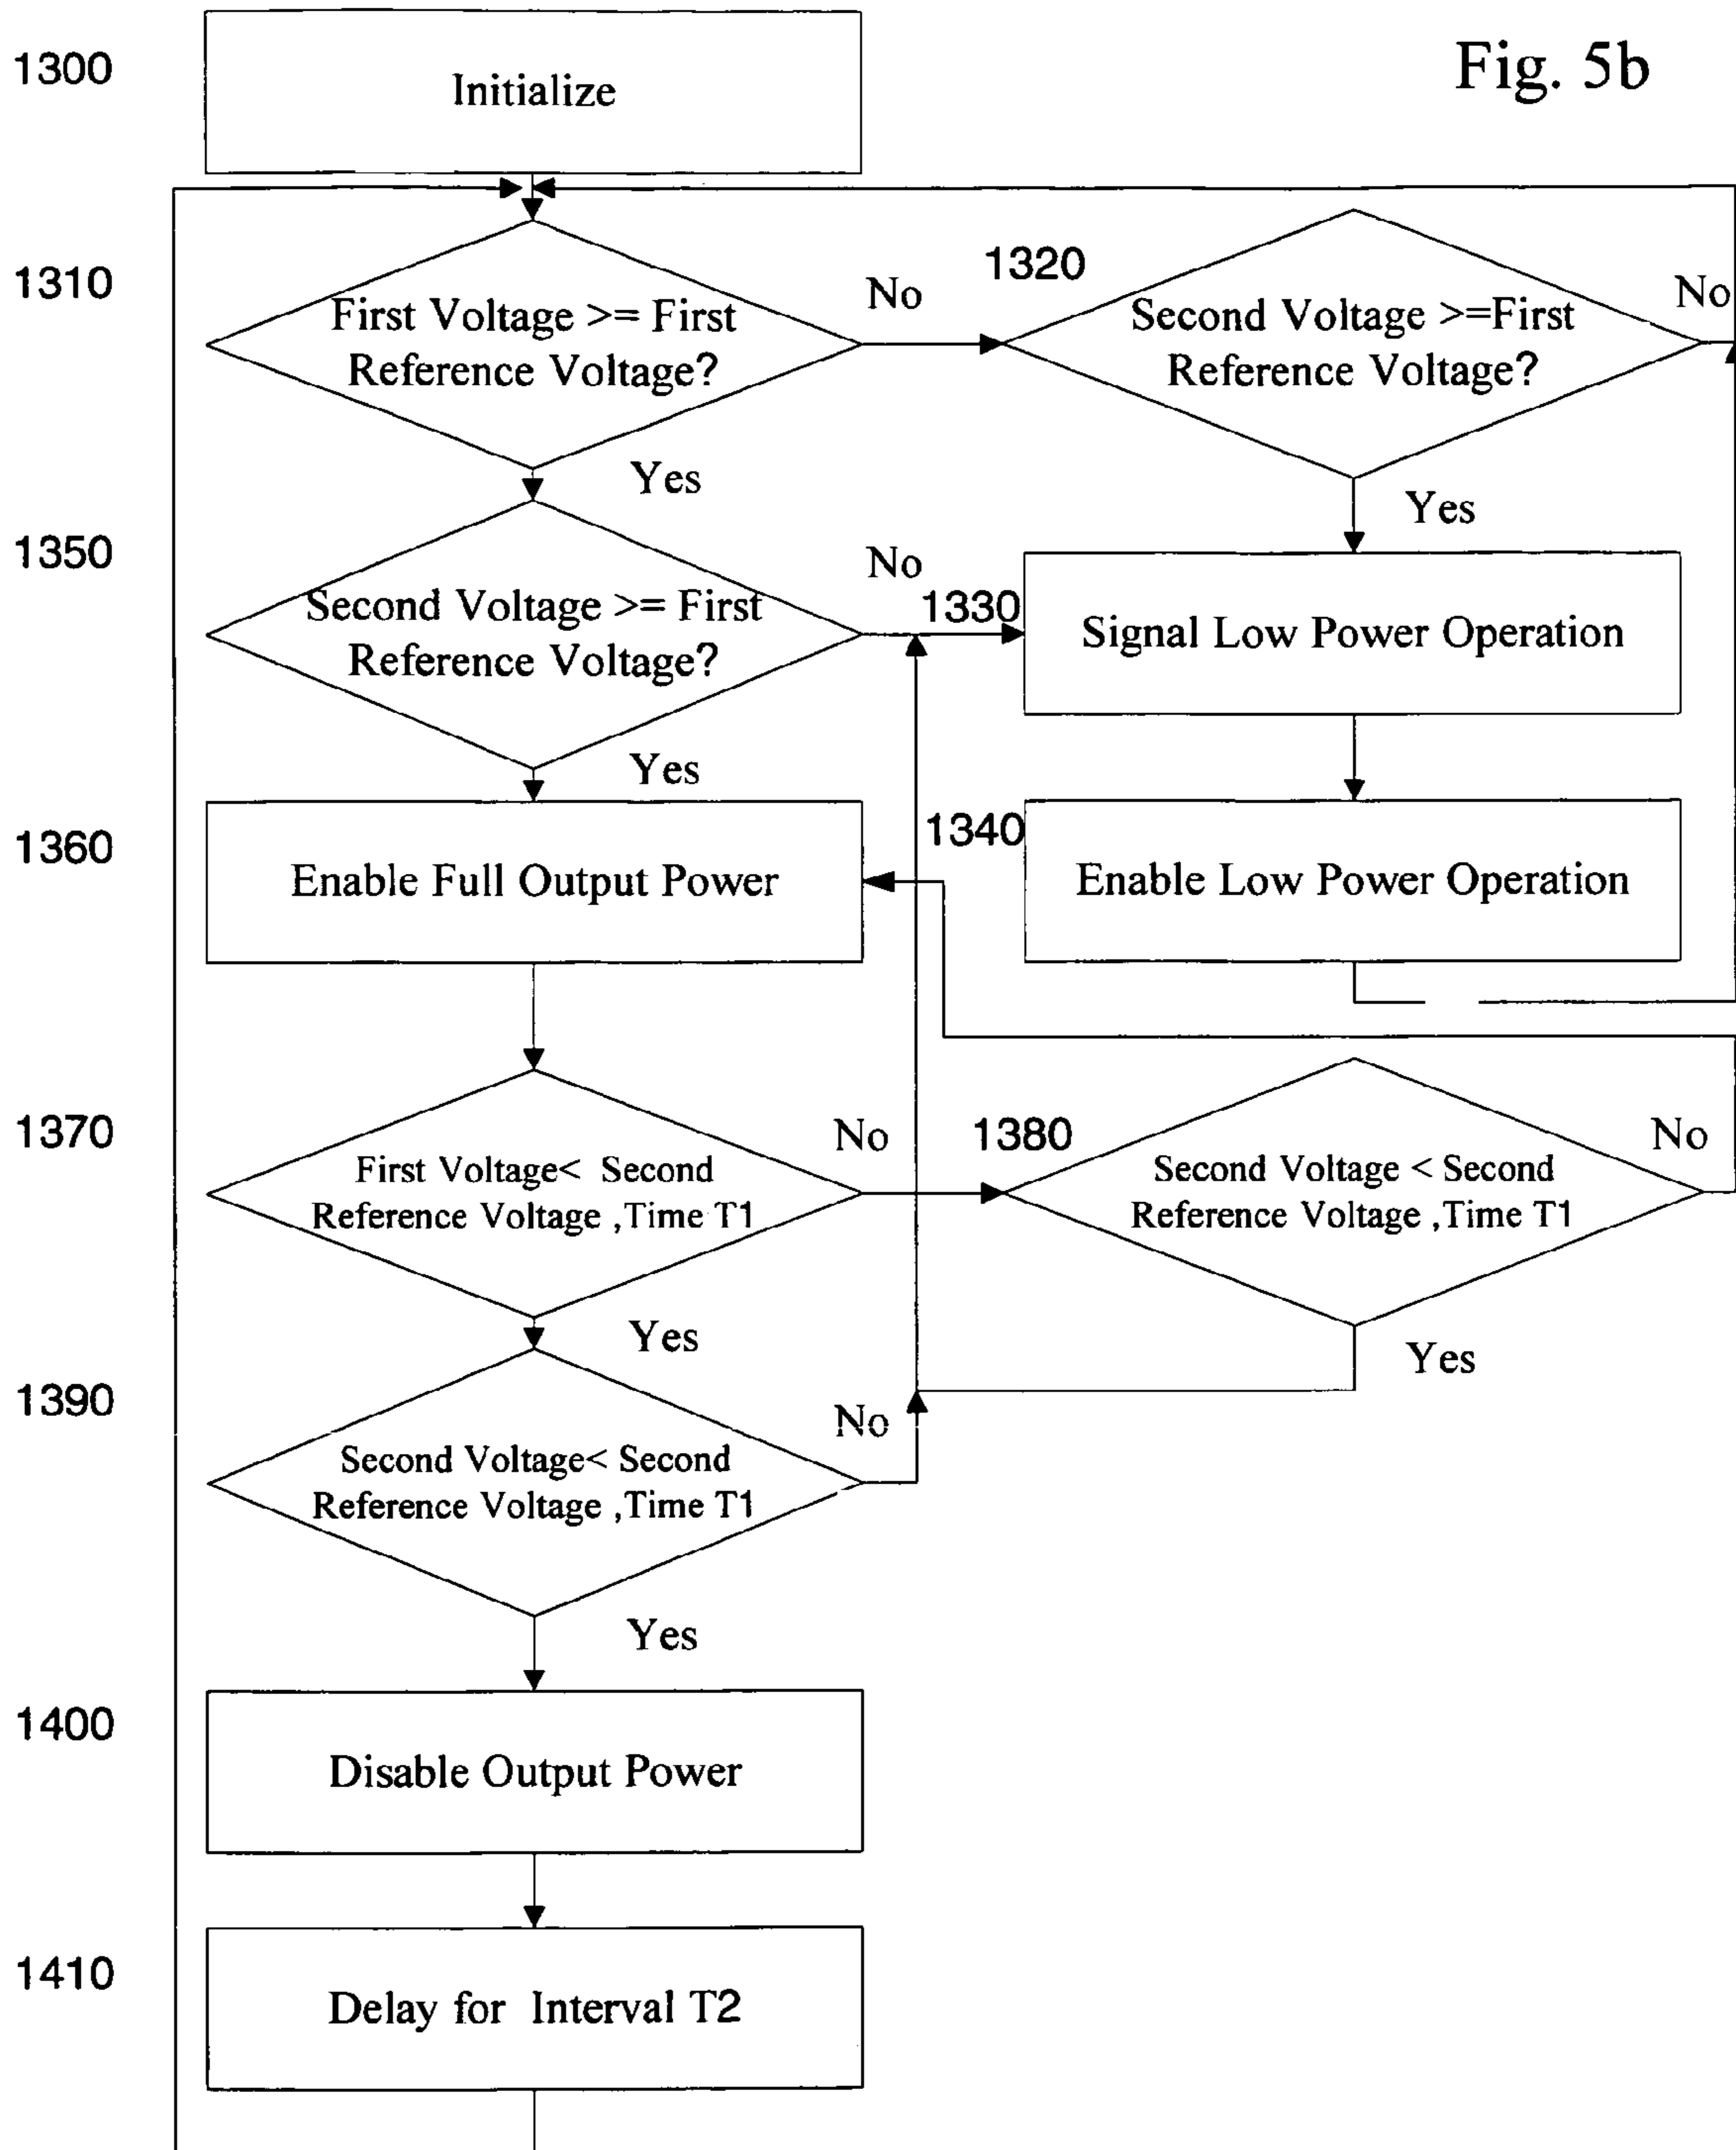 Fig. 5b
1300
Initialize
1310
First Voltage >= First
Reference Voltage?
No
1320
Second Voltage >=First
Reference Voltage?
No
Yes
Yes
1350
Second Voltage >= First
Reference Voltage?
No
1330
Signal Low Power Operation
Yes
1360
Enable Full Output Power
1340
Enable Low Power Operation
1370
First Voltage< Second
Reference Voltage ,Time T1
No
1380
Second Voltage < Second
Reference Voltage ,Time T1
No
Yes
Yes
1390
Second Voltage< Second
Reference Voltage ,Time T1
No
Yes
1400
Disable Output Power
1410
Delay for Interval T2